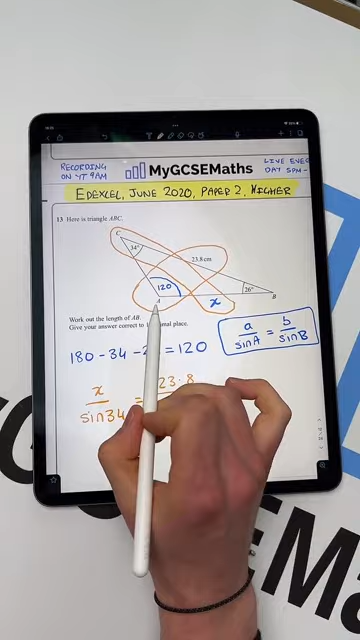 RECORDING
ON YT 9AM
MyGCSEMaths
LIVE EVE
DAY 5PM-
EDEXCEL, JUNE 2020, PAPER 2, HIGHER
13 Here is triangle ABC.
C
34°
23.8 cm
120
A
x
26°
B
Work out the length of AB.
Give your answer correct to 1 decimal place.
a/sinA = b/sinB
180 - 34 - 2 = 120
x/sin34 = 23.8